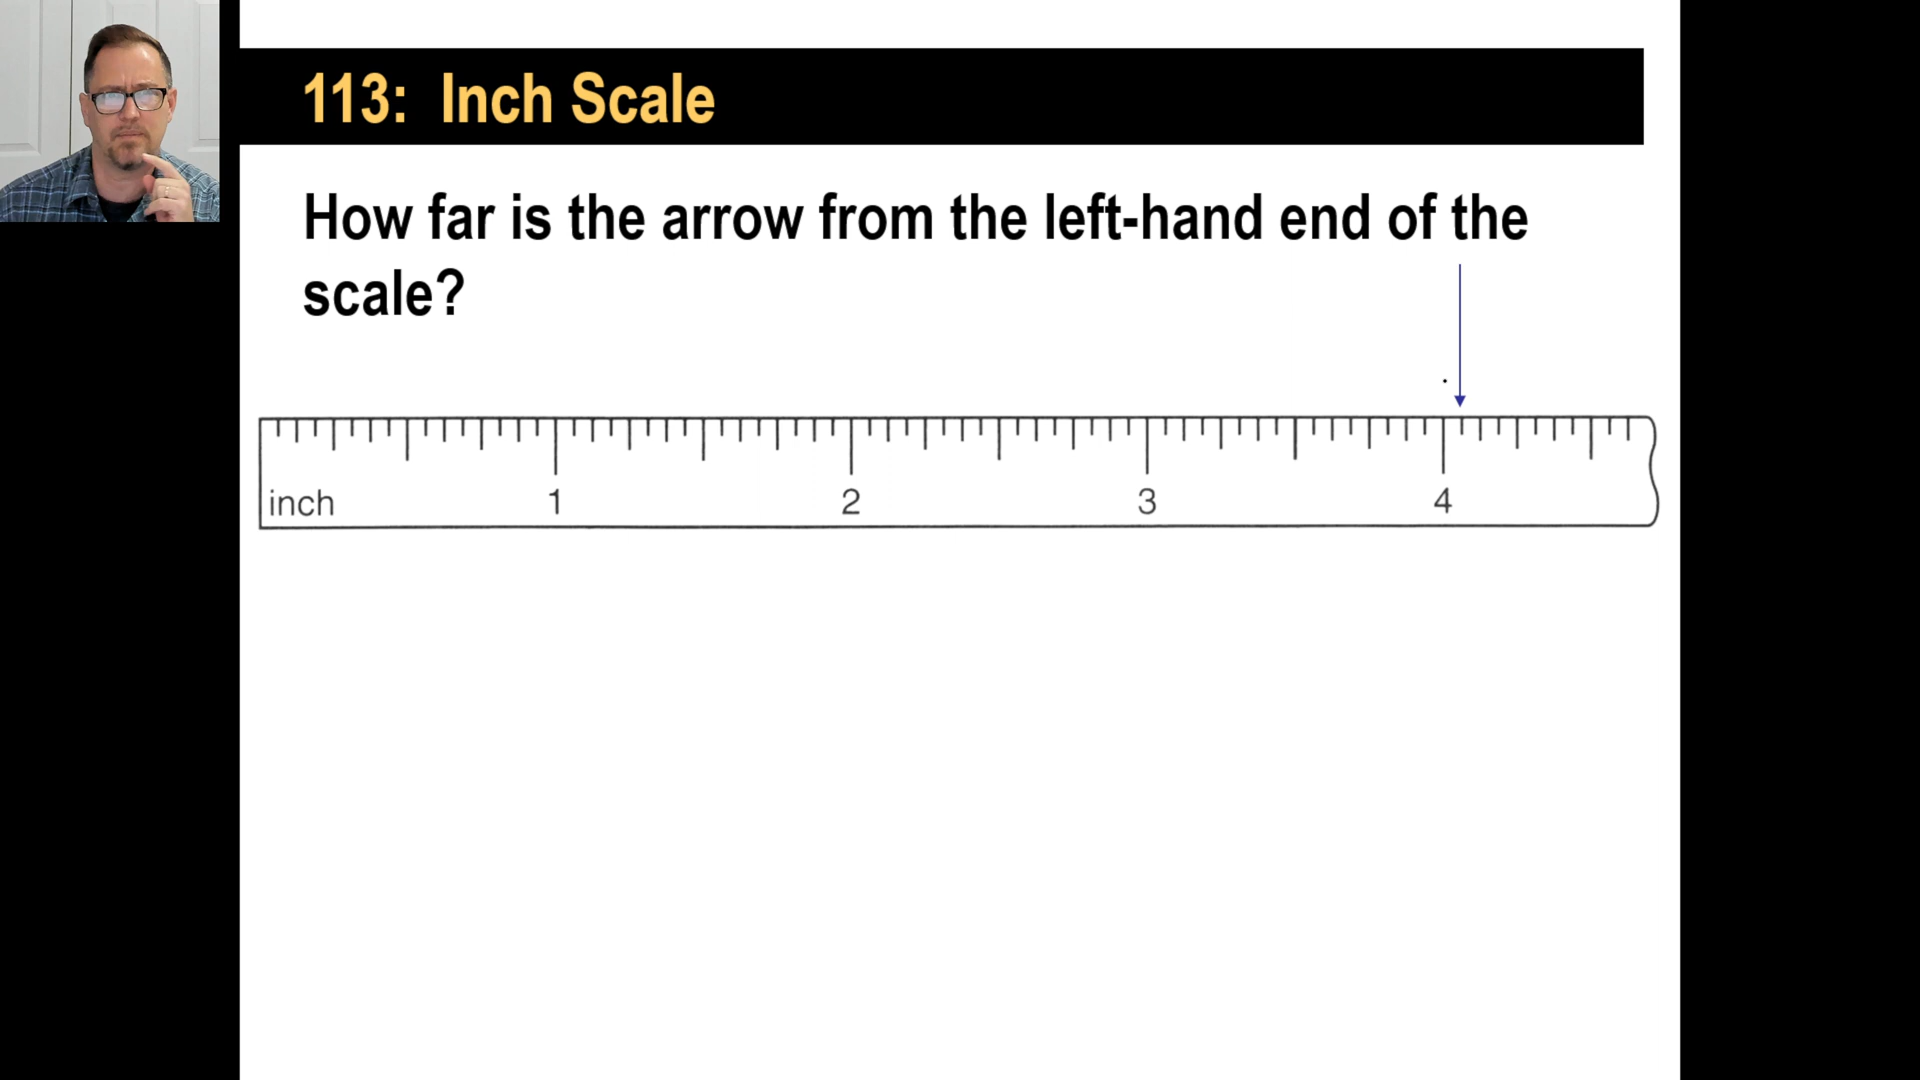 113: Inch Scale
How far is the arrow from the left-hand end of the
scale?
inch 1 2 3 4